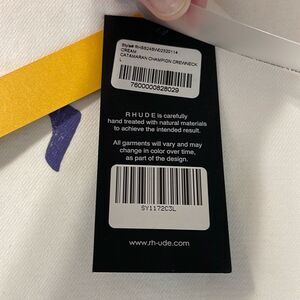 CREAM
CATAMARAN CHAMPION CREWNECK
L
7600000828029
RHUDE is carefully
hand treated with natural materials
to achieve the intended result.
All garments will vary and may
change in color over time,
as part of the design.
SY1172C3L
www.rh-ude.com